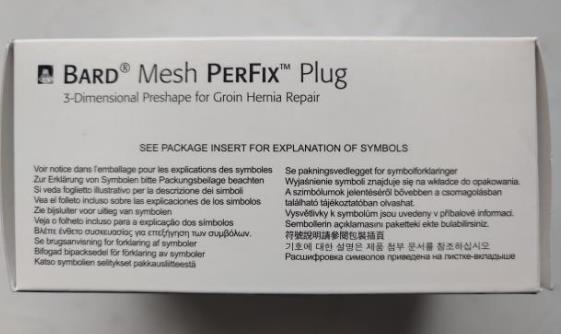 BARD® Mesh PERFIX™ Plug
3-Dimensional Preshape for Groin Hernia Repair
SEE PACKAGE INSERT FOR EXPLANATION OF SYMBOLS
Voir notice dans l'emballage pour les explications des symboles
Zur Erklärung von Symbolen bitte Packungsbeilage beachten
Si veda foglietto illustrativo per la descrizione dei simboli
Vea el folleto incluso sobre las explicaciones de los símbolos
Zie bijsluiter voor uitleg van symbolen
Veja o folheto incluso para a explicação dos símbolos
Βλέπε ένθετο συσκευασίας για επεξήγηση των συμβόλων.
Se brugsanvisning for forklaring af symboler
Bifogad bipacksedel för förklaring av symboler
Katso symbolien selitykset pakkausliitteestä
Se pakningsvedlegget for symbolforklaringer
Wyjaśnienie symboli znajduje się na wkładce do opakowania.
A szimbólumok jelentéséről bővebben a csomagolásban
található tájékoztatóban olvashat.
Vysvětlivky k symbolům jsou uvedeny v příbalové informaci.
Sembollerin açıklamasını paketteki ekte bulabilirsiniz.
符號說明請參閱包裝插頁
기호에 대한 설명은 제품 첨부 문서를 참조하십시오
Расшифровка символов приведена на листке-вкладыше